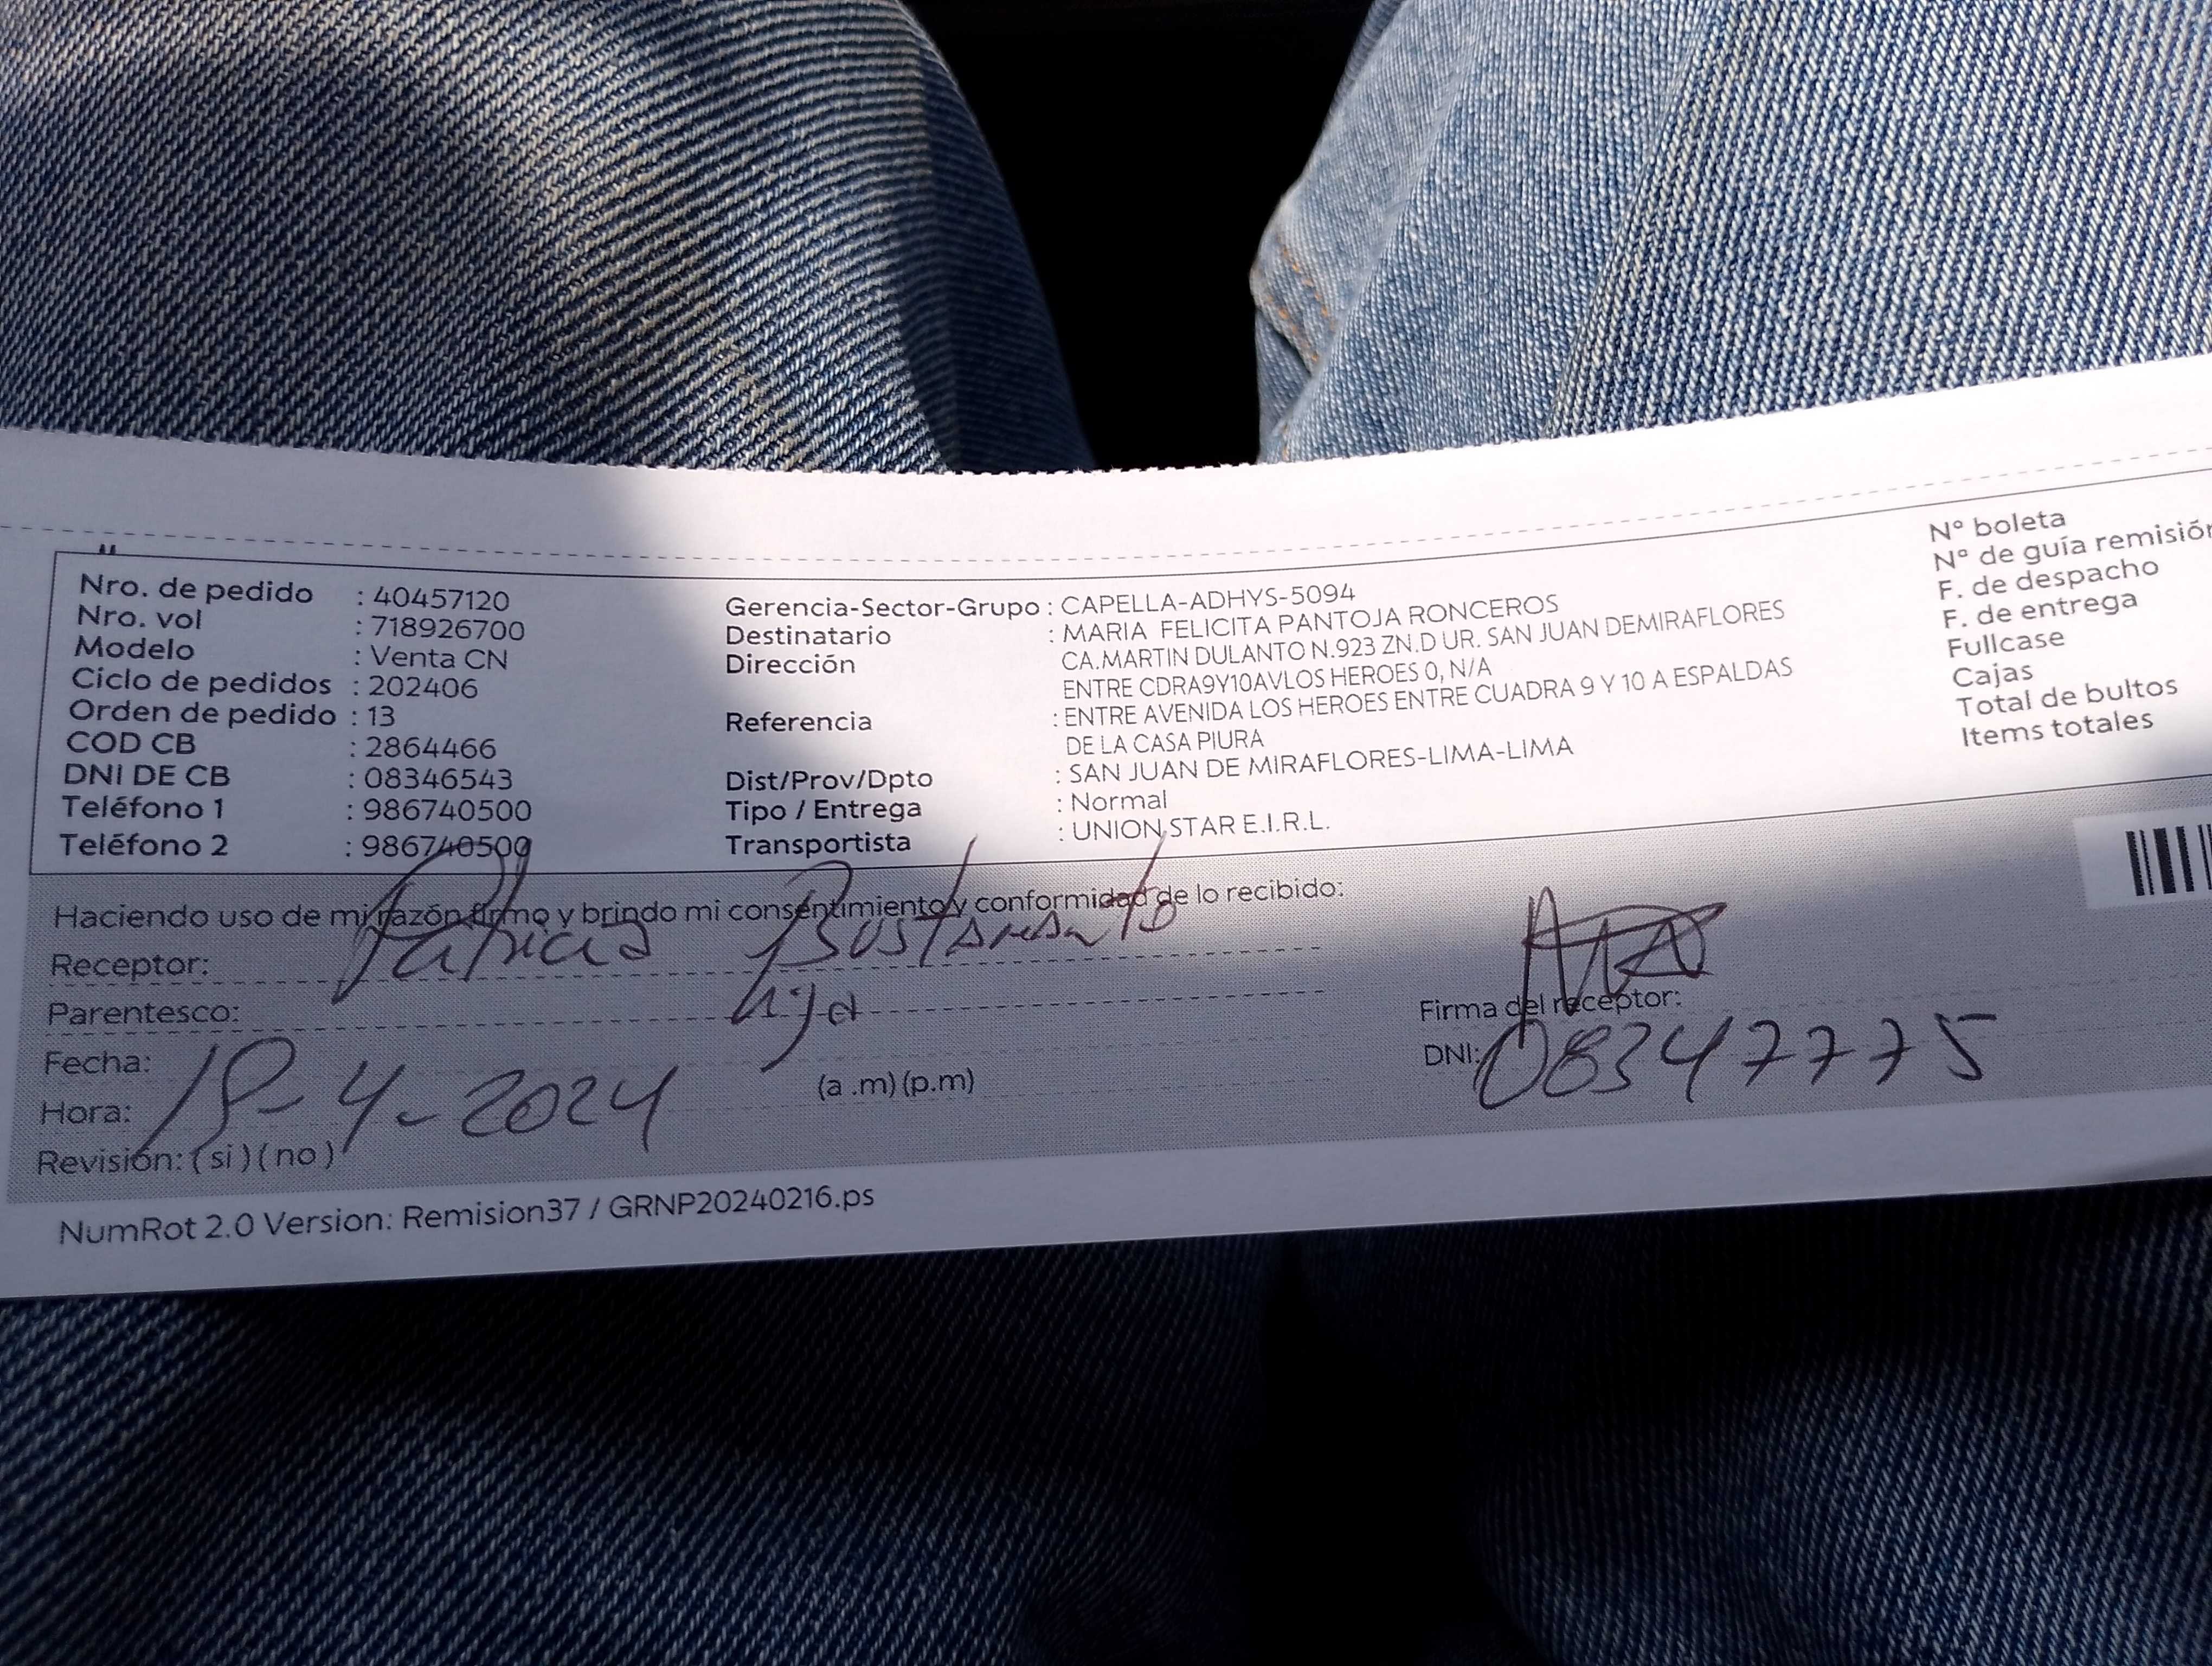 Nro. de pedido : 40457120
Nro. vol : 718926700
Modelo : Venta CN
Ciclo de pedidos : 202406
Orden de pedido : 13
COD CB : 2864466
DNI DE CB : 08346543
Teléfono 1 : 986740500
Teléfono 2 : 986740500
Gerencia-Sector-Grupo : CAPELLA-ADHYS-5094
Destinatario : MARIA FELICITA PANTOJA RONCEROS
Dirección CA.MARTIN DULANTO N.923 ZN.D UR. SAN JUAN DEMIRAFLORES
ENTRE CDRA9Y10AVLOS HEROES 0, N/A
Referencia : ENTRE AVENIDA LOS HEROES ENTRE CUADRA 9 Y 10 A ESPALDAS
DE LA CASA PIURA
Dist/Prov/Dpto : SAN JUAN DE MIRAFLORES-LIMA-LIMA
Tipo / Entrega : Normal
Transportista : UNION STAR E.I.R.L.
N° boleta
N° de guía remisión
F. de despacho
F. de entrega
Fullcase
Cajas
Total de bultos
Items totales
Haciendo uso de mi razón firmo y brindo mi consentimiento y conformidad de lo recibido:
Receptor: Patricia Bustamante
Parentesco: hija
Fecha: 18-4-2024
Hora: (a .m) (p.m)
Revisión: ( si ) ( no )
Firma del receptor:
DNI: 08347775
NumRot 2.0 Version: Remision37 / GRNP20240216.ps